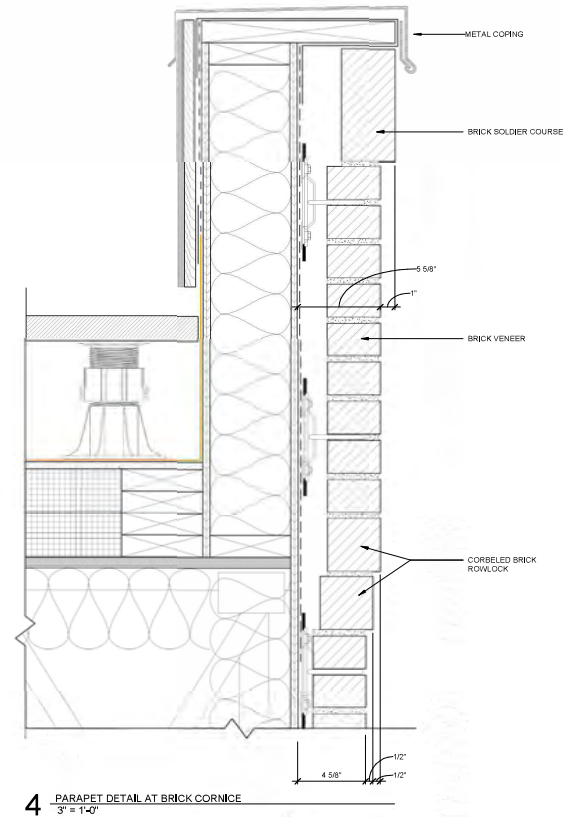 METAL COPING
BRICK SOLDIER COURSE
5 5/8"
1"
BRICK VENEER
CORBELED BRICK
ROWLOCK
1/2"
4 5/8"
1/2"
4 PARAPET DETAIL AT BRICK CORNICE
3" = 1'-0"